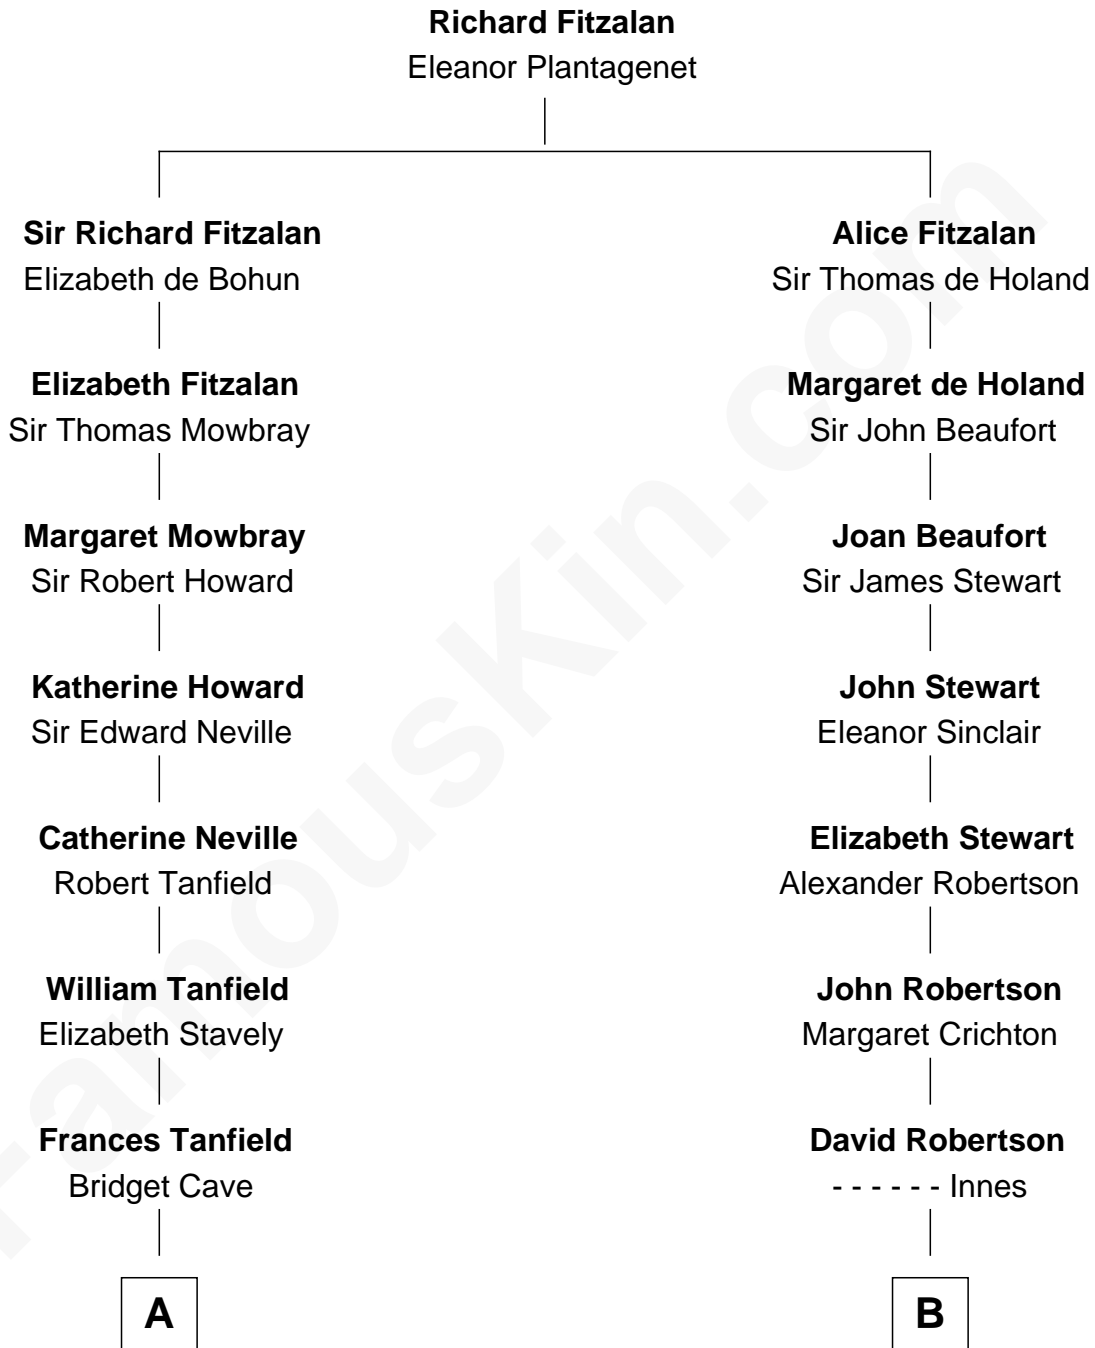 Richard Fitzalan
Eleanor Plantagenet
Sir Richard Fitzalan
Elizabeth de Bohun
Alice Fitzalan
Sir Thomas de Holand
Elizabeth Fitzalan
Sir Thomas Mowbray
Margaret de Holand
Sir John Beaufort
Margaret Mowbray
Sir Robert Howard
Joan Beaufort
Sir James Stewart
Katherine Howard
Sir Edward Neville
John Stewart
Eleanor Sinclair
Catherine Neville
Robert Tanfield
Elizabeth Stewart
Alexander Robertson
William Tanfield
Elizabeth Stavely
John Robertson
Margaret Crichton
Frances Tanfield
Bridget Cave
David Robertson
- - - - - - Innes
A
B
FamousKin.com